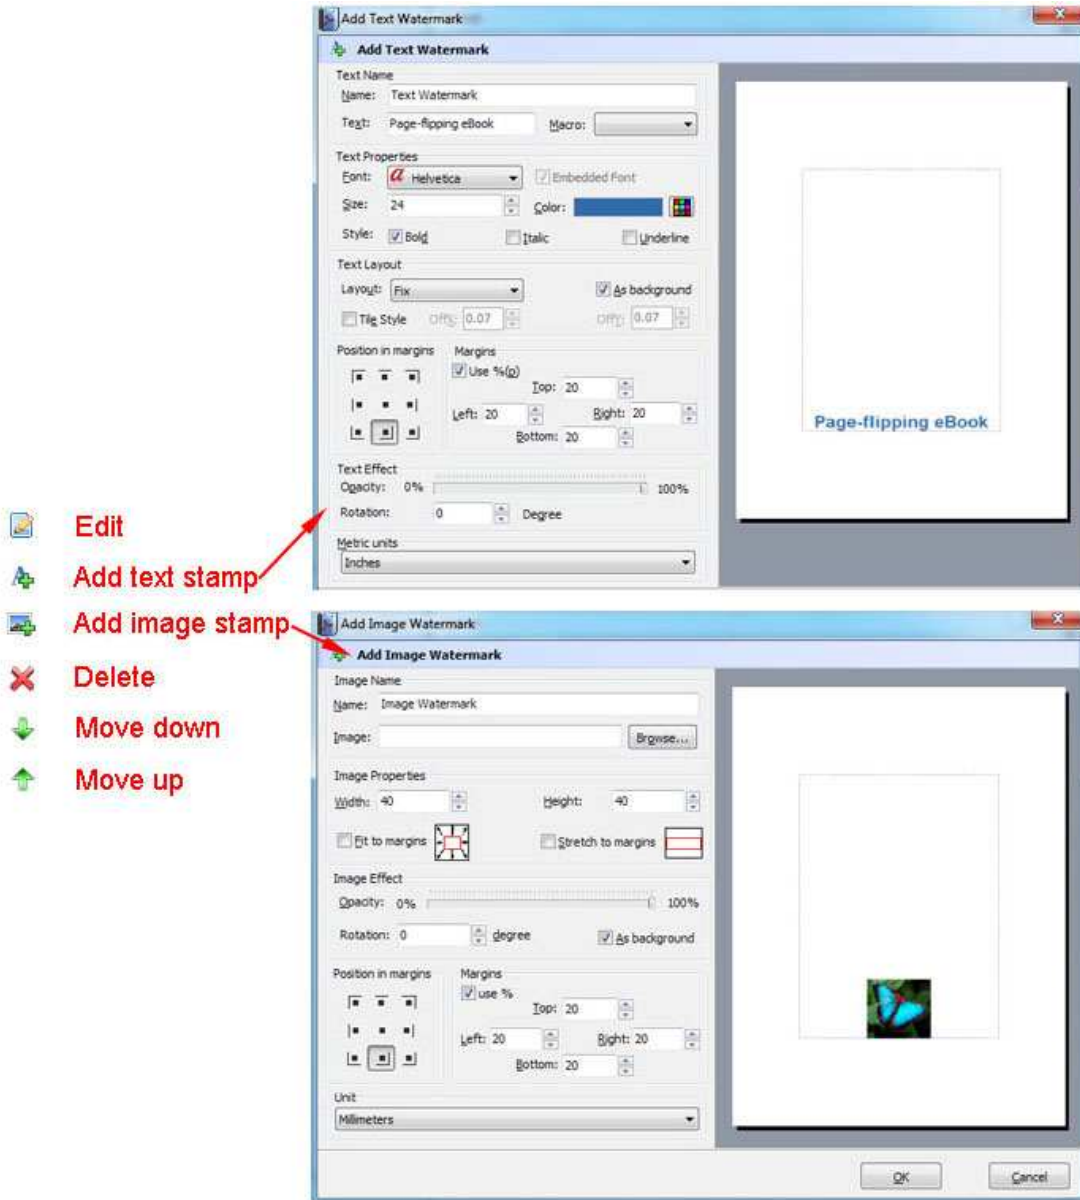 Add Text Watermark
Add Text Watermark
Text Name
Name: Text Watermark
Text: Page-flipping eBook Macro:
Text Properties
Font: a Helvetica Embedded Font
Size: 24 Color:
Style: Bold Italic Underline
Text Layout
Layout: Fix As background
Tile Style OffX: 0.07 OffY: 0.07
Position in margins Margins
Use %(p)
Top: 20
Left: 20 Right: 20
Bottom: 20
Page-flipping eBook
Text Effect
Opacity: 0% 100%
Rotation: 0 Degree
Metric units
Inches
Edit
Add text stamp
Add image stamp
Delete
Move down
Move up
Add Image Watermark
Add Image Watermark
Image Name
Name: Image Watermark
Image: Browse...
Image Properties
Width: 40 Height: 40
Fit to margins Stretch to margins
Image Effect
Opacity: 0% 100%
Rotation: 0 degree As background
Position in margins Margins
use %
Top: 20
Left: 20 Right: 20
Bottom: 20
Unit
Millimeters
OK Cancel